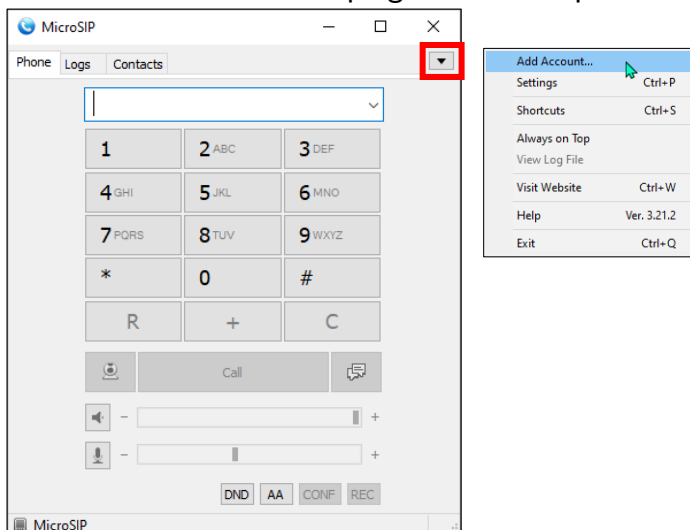 MicroSIP
Phone Logs Contacts
1 2 ABC 3 DEF
4 GHI 5 JKL 6 MNO
7 PQRS 8 TUV 9 WXYZ
* 0 #
R + C
Call
- +
- +
DND AA CONF REC
MicroSIP
Add Account...
Settings Ctrl+P
Shortcuts Ctrl+S
Always on Top
View Log File
Visit Website Ctrl+W
Help Ver. 3.21.2
Exit Ctrl+Q